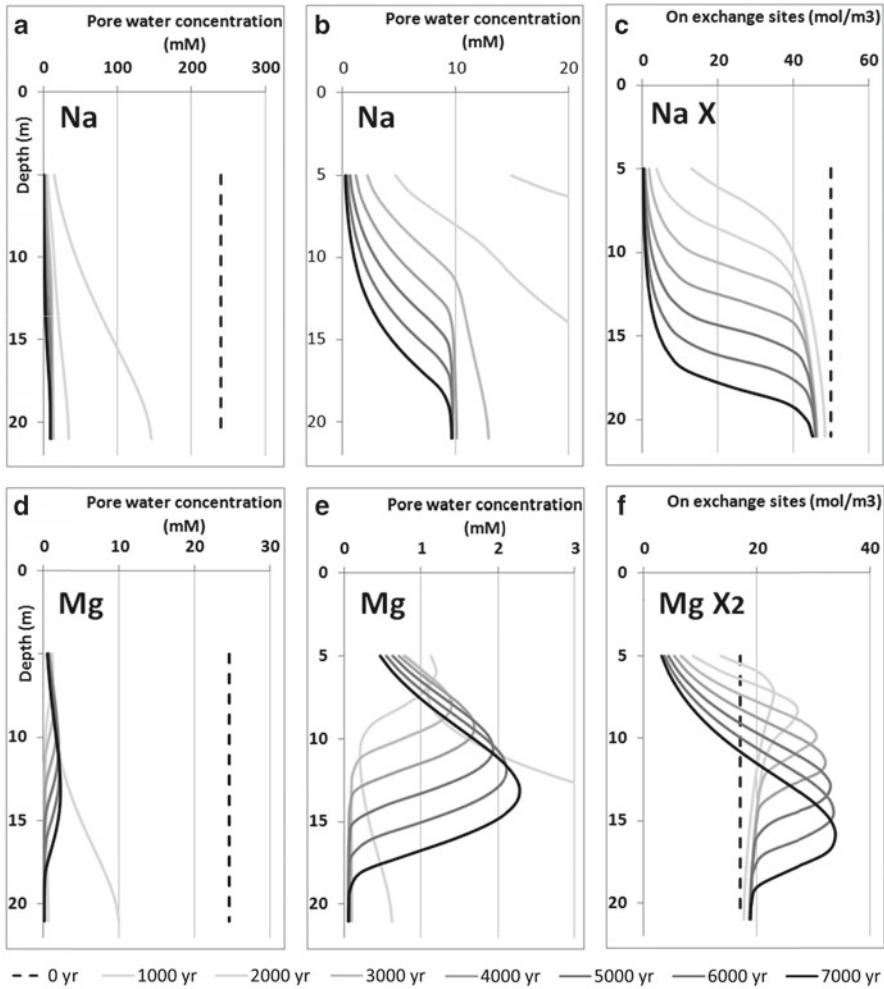 a
Pore water concentration
(mM)
0 100 200 300
Na
Depth (m)
0
10
15
20
b
Pore water concentration
(mM)
0 10 20
Na
0
5
10
15
20
c
On exchange sites (mol/m3)
0 20 40 60
Na X
0
5
10
15
20
d
Pore water concentration
(mM)
0 10 20 30
Mg
Depth (m)
0
10
15
20
e
Pore water concentration
(mM)
0 1 2 3
Mg
0
5
10
15
20
f
On exchange sites (mol/m3)
0 20 40
Mg X2
0
5
10
15
20
0 yr 1000 yr 2000 yr 3000 yr 4000 yr 5000 yr 6000 yr 7000 yr